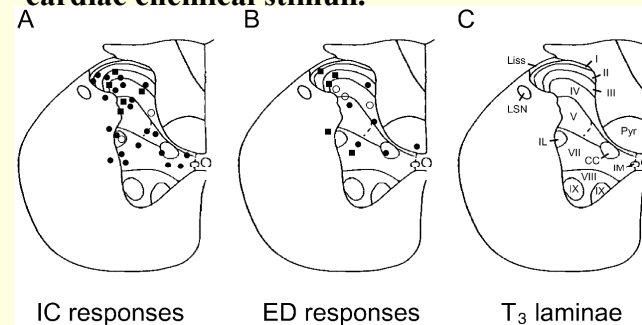 cardiac chemical stimuli.
A B C
Liss I
II
III
IV
LSN
V
Pyr
IL
VII
CC
IM
VIII
IX IX
IC responses ED responses T₃ laminae